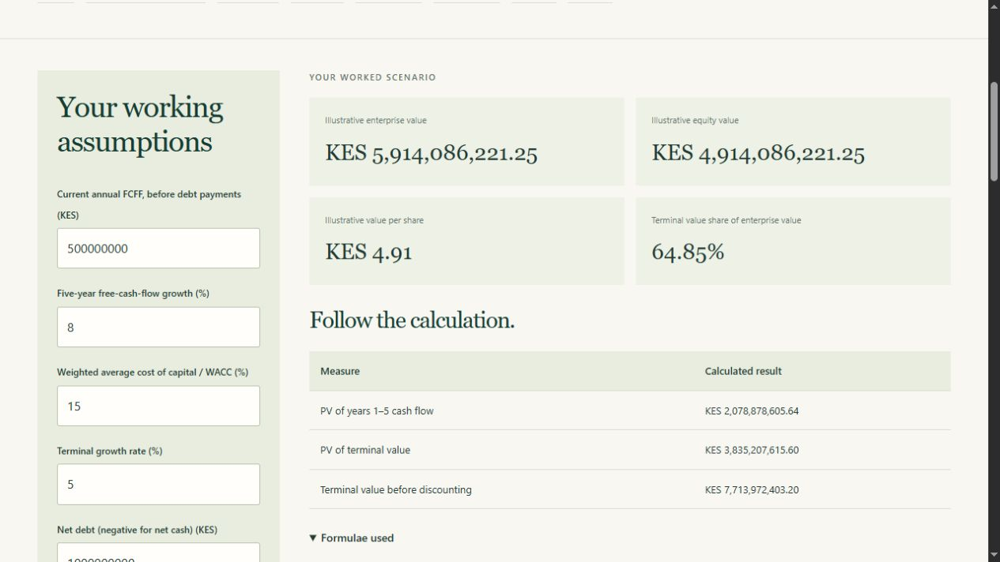 Your working
assumptions
Current annual FCFF, before debt payments
(KES)
500000000
Five-year free-cash-flow growth (%)
8
Weighted average cost of capital / WACC (%)
15
Terminal growth rate (%)
5
Net debt (negative for net cash) (KES)
1000000000
YOUR WORKED SCENARIO
Illustrative enterprise value
KES 5,914,086,221.25
Illustrative equity value
KES 4,914,086,221.25
Illustrative value per share
KES 4.91
Terminal value share of enterprise value
64.85%
Follow the calculation.
Measure Calculated result
PV of years 1–5 cash flow KES 2,078,878,605.64
PV of terminal value KES 3,835,207,615.60
Terminal value before discounting KES 7,713,972,403.20
▼ Formulae used